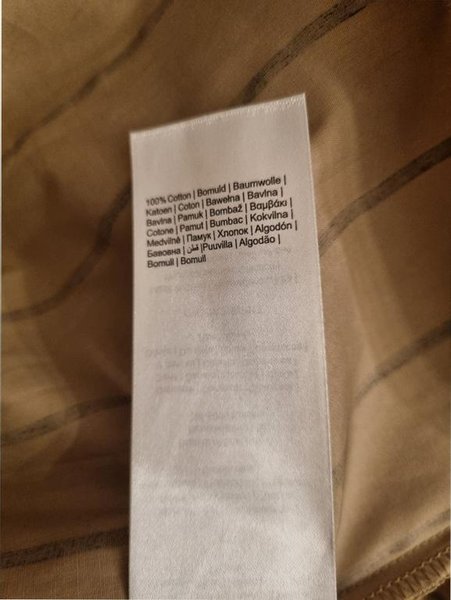 100% Cotton | Bomuld | Baumwolle |
Katoen | Coton | Bawełna | Bavlna |
Bavlna | Pamuk | Bombaž | Βαμβάκι |
Cotone | Pamut | Bumbac | Kokvilna |
Medvilnė | Памук | Хлопок | Algodón |
Бавовна | قطن |Puuvilla | Algodão |
Bomull | Bomull